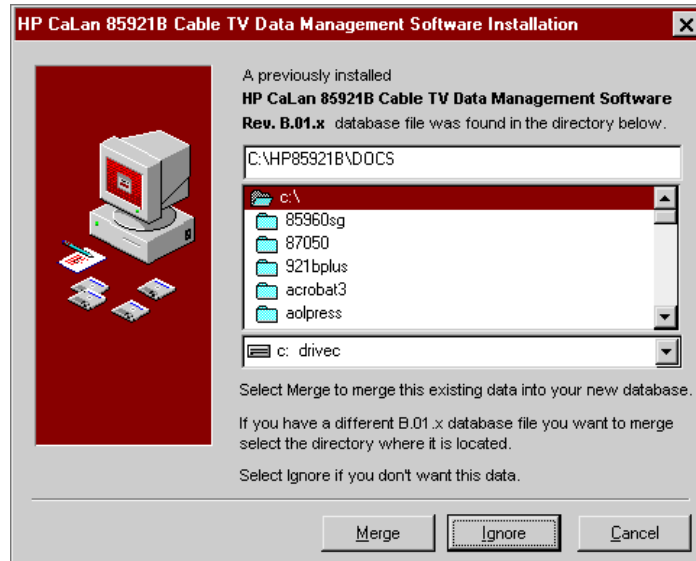 HP CaLan 85921B Cable TV Data Management Software Installation
A previously installed
HP CaLan 85921B Cable TV Data Management Software
Rev. B.01.x database file was found in the directory below.
C:\HP85921B\DOCS
c:\
85960sg
87050
921bplus
acrobat3
aolpress
c: drivec
Select Merge to merge this existing data into your new database.
If you have a different B.01.x database file you want to merge
select the directory where it is located.
Select Ignore if you don't want this data.
Merge
Ignore
Cancel